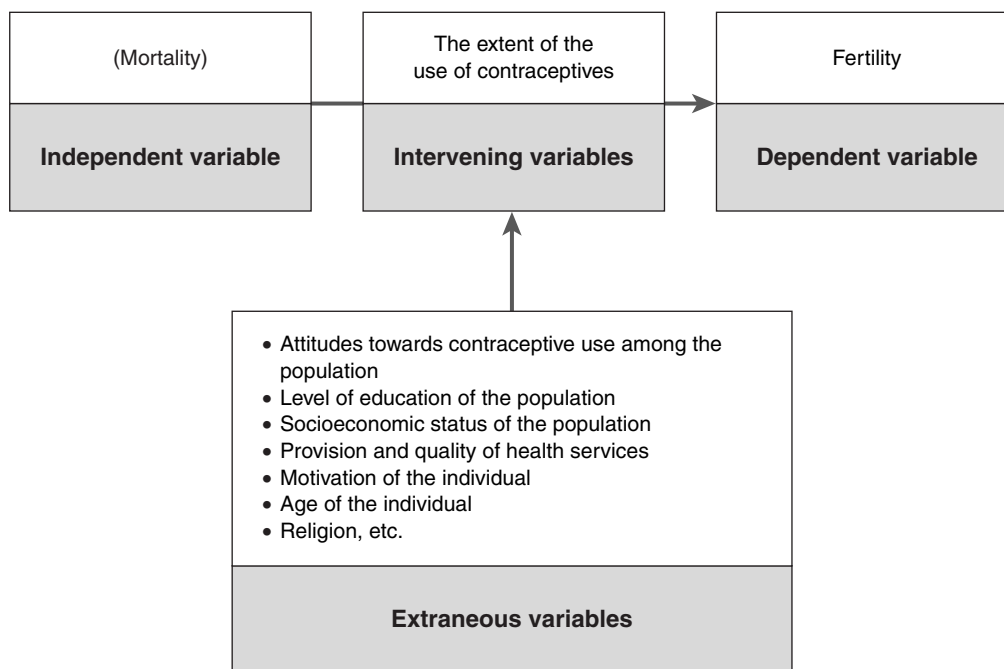 (Mortality)
Independent variable
The extent of the
use of contraceptives
Intervening variables
Fertility
Dependent variable
• Attitudes towards contraceptive use among the
population
• Level of education of the population
• Socioeconomic status of the population
• Provision and quality of health services
• Motivation of the individual
• Age of the individual
• Religion, etc.
Extraneous variables